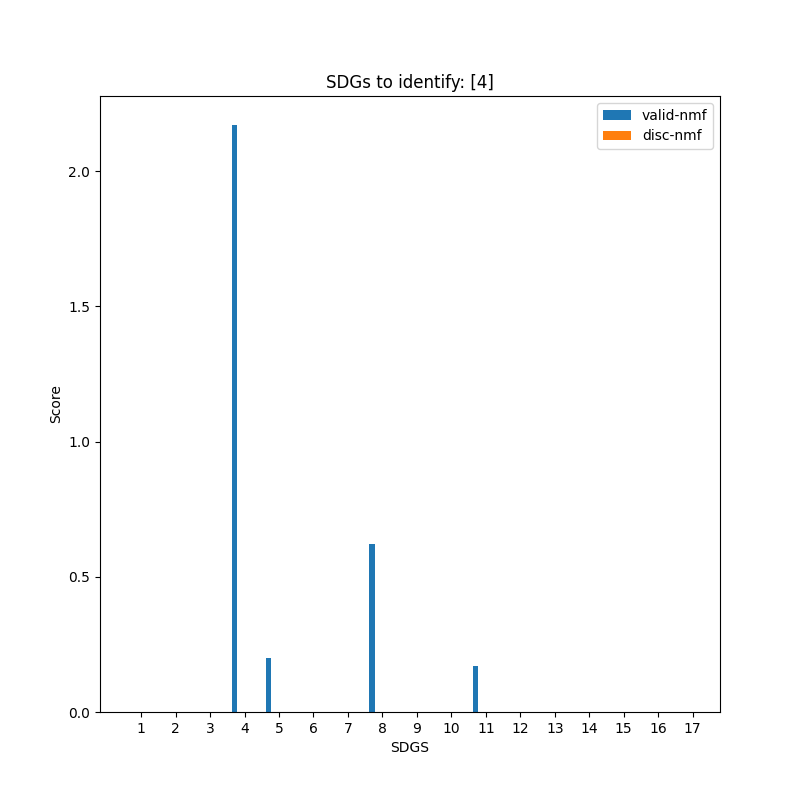 SDGs to identify: [4]
valid-nmf
disc-nmf
2.0
1.5
1.0
0.5
0.0
Score
1 2 3 4 5 6 7 8 9 10 11 12 13 14 15 16 17
SDGS